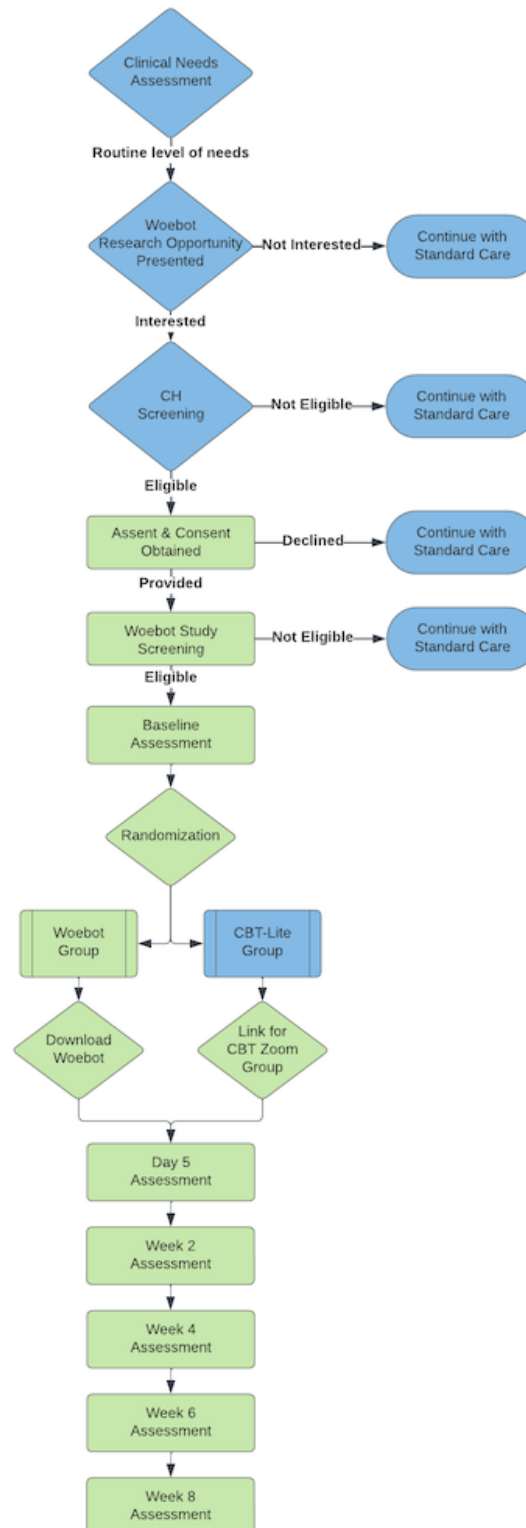 Clinical Needs
Assessment
Routine level of needs
Woebot
Research Opportunity
Presented
Not Interested
Continue with
Standard Care
Interested
CH
Screening
Not Eligible
Continue with
Standard Care
Eligible
Assent & Consent
Obtained
Declined
Continue with
Standard Care
Provided
Woebot Study
Screening
Not Eligible
Continue with
Standard Care
Eligible
Baseline
Assessment
Randomization
Woebot
Group
CBT-Lite
Group
Download
Woebot
Link for
CBT Zoom
Group
Day 5
Assessment
Week 2
Assessment
Week 4
Assessment
Week 6
Assessment
Week 8
Assessment